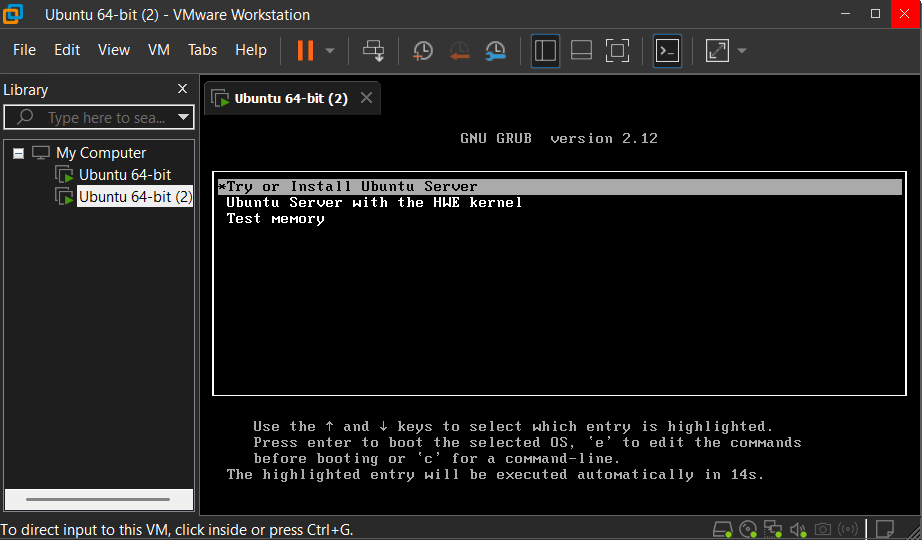 Ubuntu 64-bit (2) - VMware Workstation
File Edit View VM Tabs Help
Library
Type here to sea...
My Computer
Ubuntu 64-bit
Ubuntu 64-bit (2)
Ubuntu 64-bit (2)
GNU GRUB version 2.12
*Try or Install Ubuntu Server
Ubuntu Server with the HWE kernel
Test memory
Use the ↑ and ↓ keys to select which entry is highlighted.
Press enter to boot the selected OS, `e' to edit the commands
before booting or `c' for a command-line.
The highlighted entry will be executed automatically in 14s.
To direct input to this VM, click inside or press Ctrl+G.